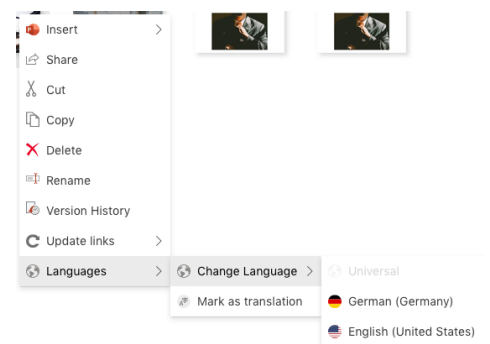 Insert
Share
Cut
Copy
Delete
Rename
Version History
Update links
Languages
Change Language
Mark as translation
Universal
German (Germany)
English (United States)